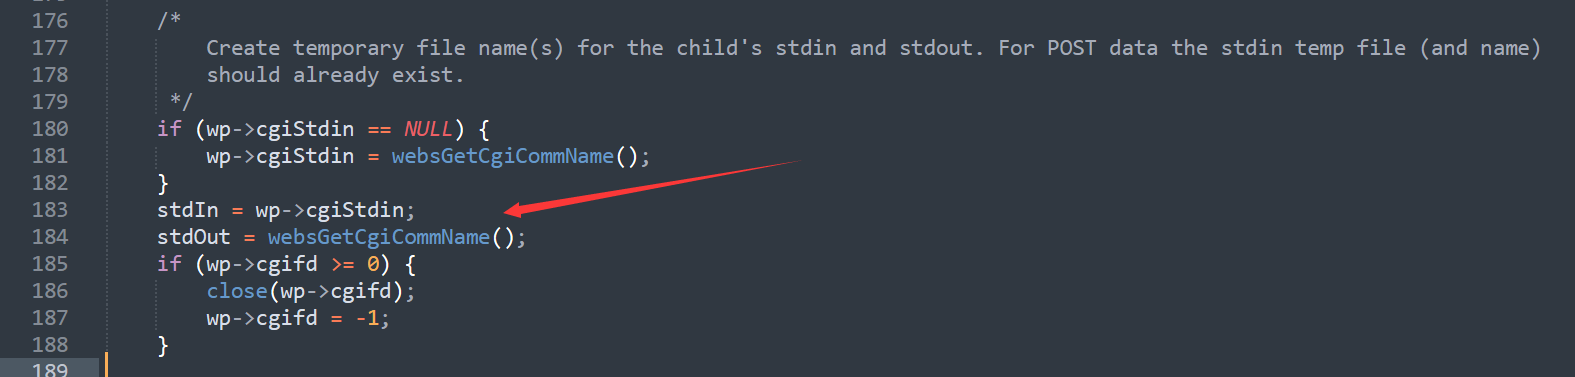 176 /*
177 Create temporary file name(s) for the child's stdin and stdout. For POST data the stdin temp file (and name)
178 should already exist.
179 */
180 if (wp->cgiStdin == NULL) {
181 wp->cgiStdin = websGetCgiCommName();
182 }
183 stdIn = wp->cgiStdin;
184 stdOut = websGetCgiCommName();
185 if (wp->cgifd >= 0) {
186 close(wp->cgifd);
187 wp->cgifd = -1;
188 }
189